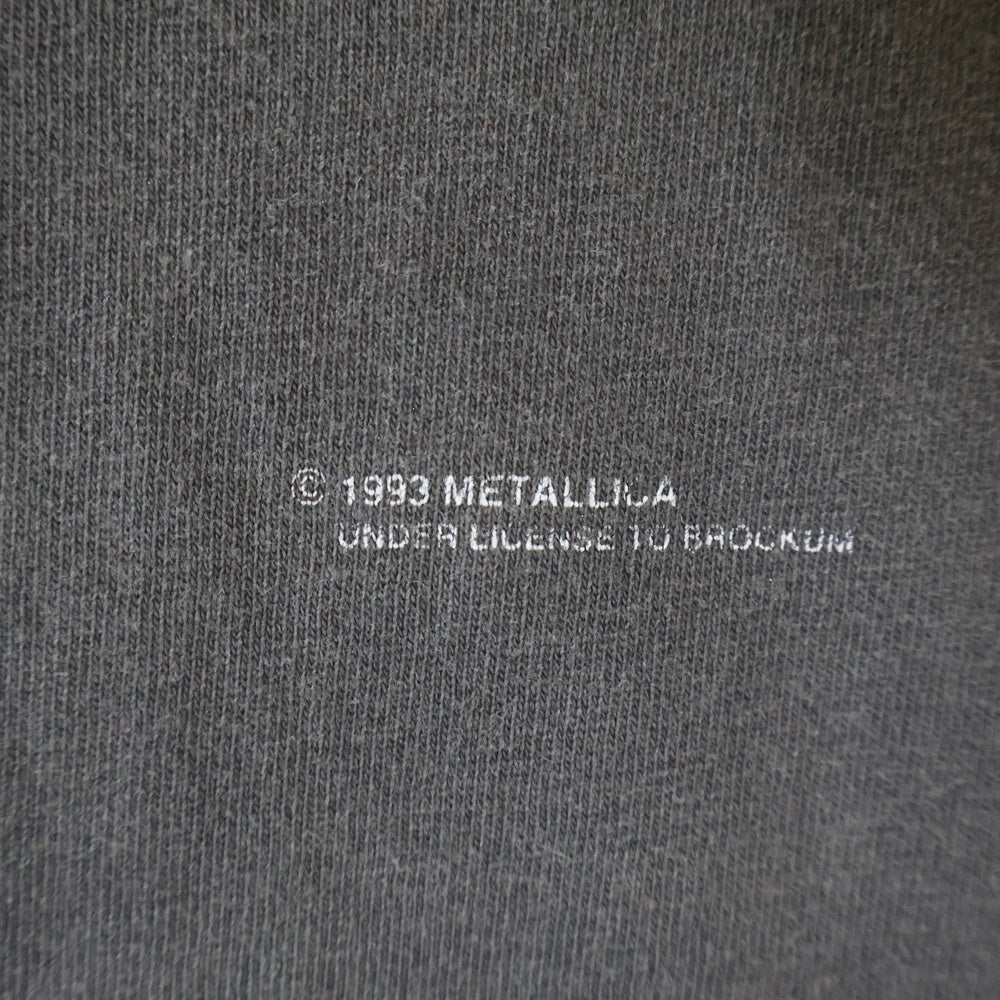 © 1993 METALLICA
UNDER LICENSE TO BROCKUM